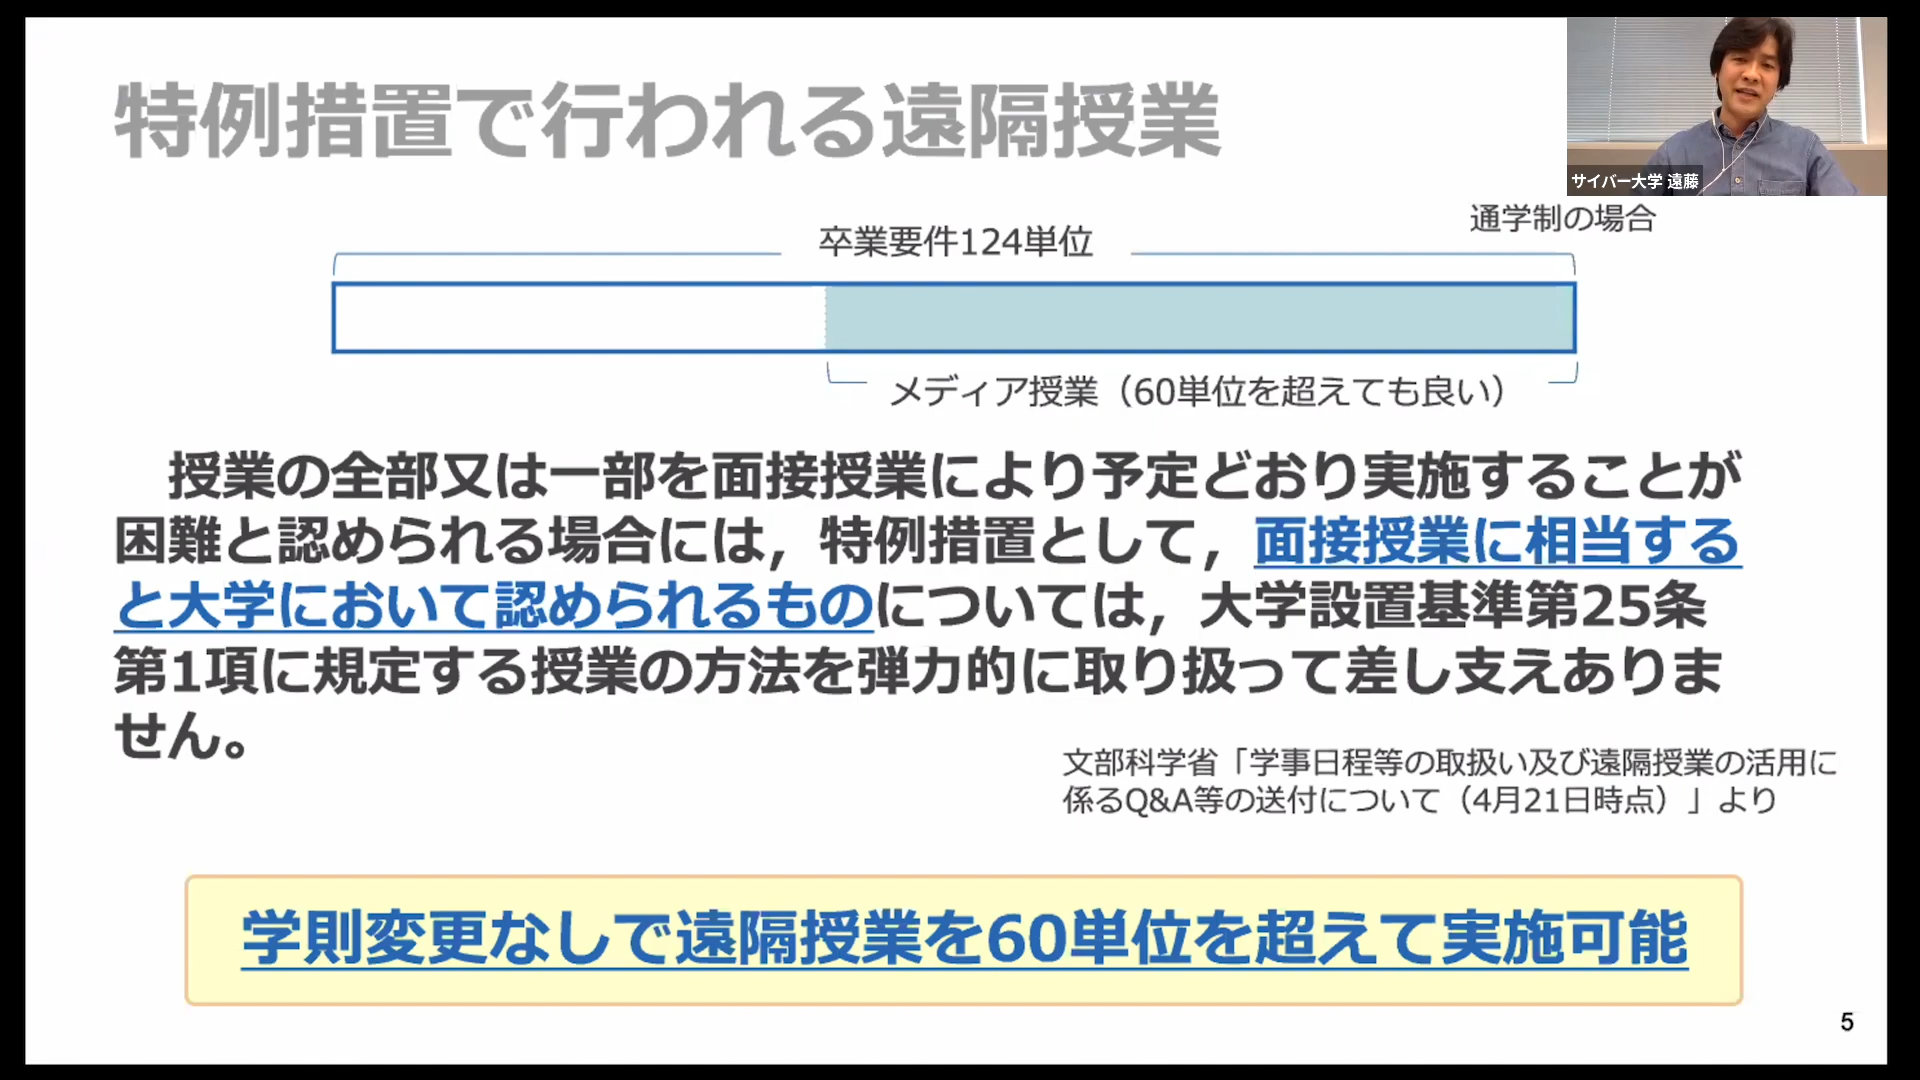 特例措置で行われる遠隔授業
サイバー大学 遠藤
通学制の場合
卒業要件124単位
メディア授業（60単位を超えても良い）
授業の全部又は一部を面接授業により予定どおり実施することが
困難と認められる場合には，特例措置として，面接授業に相当する
と大学において認められるものについては，大学設置基準第25条
第1項に規定する授業の方法を弾力的に取り扱って差し支えありま
せん。
文部科学省「学事日程等の取扱い及び遠隔授業の活用に
係るQ&A等の送付について（4月21日時点）」より
学則変更なしで遠隔授業を60単位を超えて実施可能
5